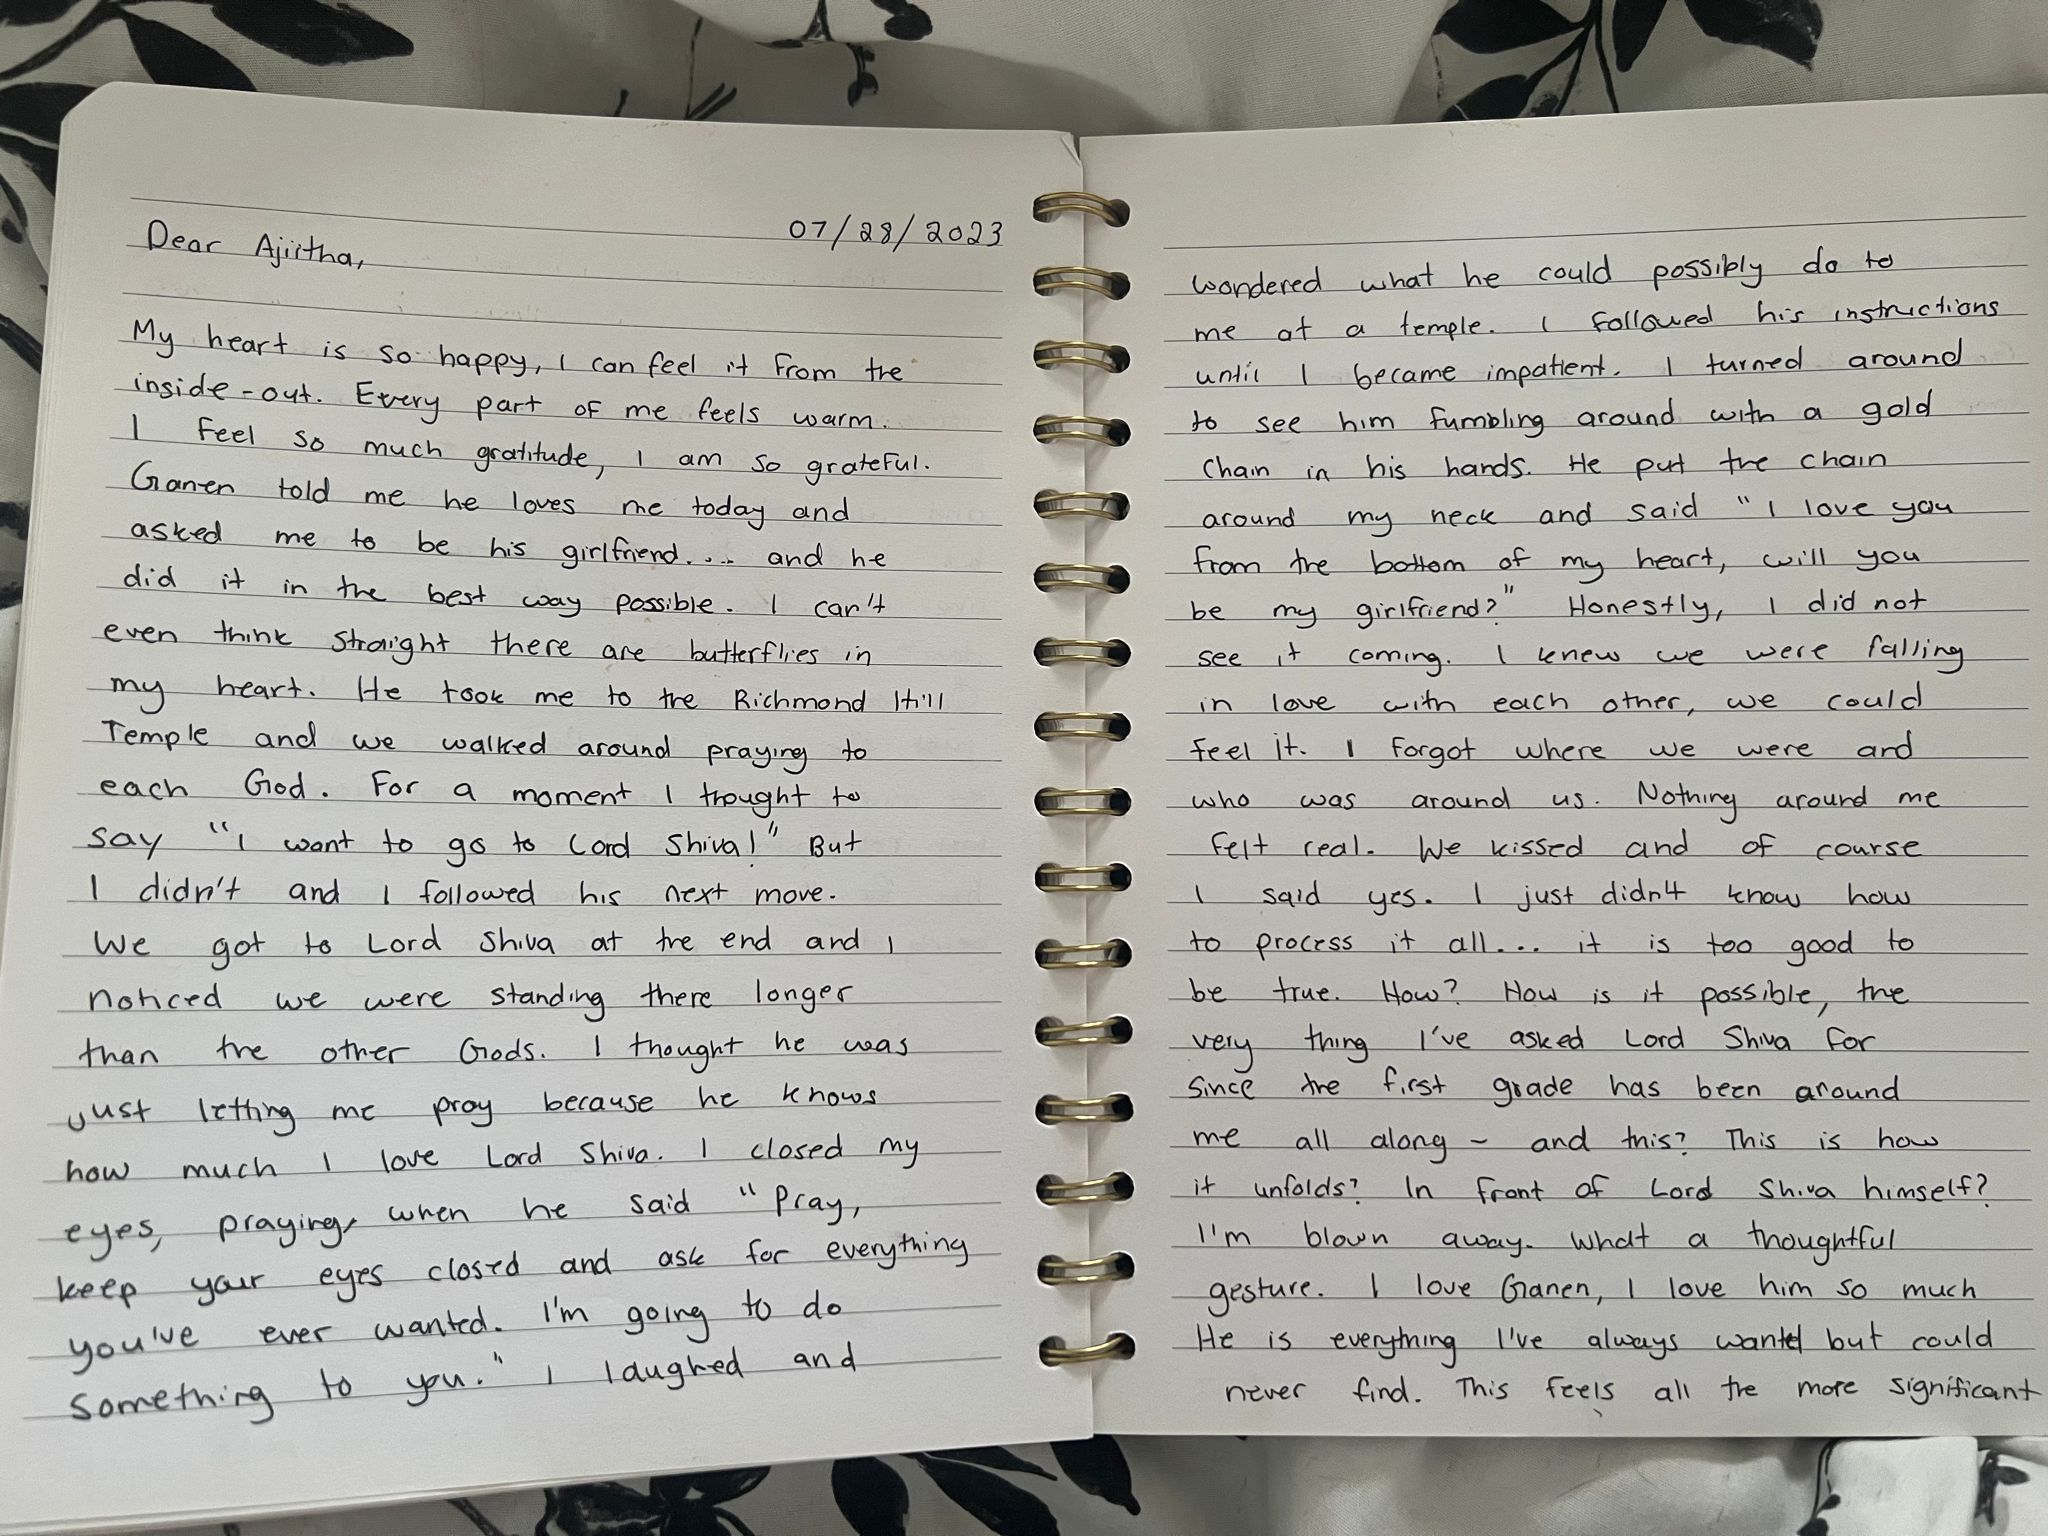 07/28/2023
Dear Ajirtha,
My heart is so happy, I can feel it from the
inside-out. Every part of me feels warm.
I feel so much gratitude, I am so grateful.
Ganen told me he loves me today and
asked me to be his girlfriend.... and he
did it in the best way possible. I can't
even think straight there are butterflies in
my heart. He took me to the Richmond Hill
Temple and we walked around praying to
each God. For a moment I thought to
say "I want to go to Lord Shiva!" But
I didn't and I followed his next move.
We got to Lord Shiva at the end and I
noticed we were standing there longer
than the other Gods. I thought he was
just letting me pray because he knows
how much I love Lord Shiva. I closed my
eyes, praying, when he said "Pray,
keep your eyes closed and ask for everything
you've ever wanted. I'm going to do
something to you." I laughed and
wondered what he could possibly do to
me at a temple. I followed his instructions
until I became impatient. I turned around
to see him fumbling around with a gold
chain in his hands. He put the chain
around my neck and said "I love you
from the bottom of my heart, will you
be my girlfriend?" Honestly, I did not
see it coming. I knew we were falling
in love with each other, we could
feel it. I forgot where we were and
who was around us. Nothing around me
felt real. We kissed and of course
I said yes. I just didn't know how
to process it all... it is too good to
be true. How? How is it possible, the
very thing I've asked Lord Shiva for
since the first grade has been around
me all along - and this? This is how
it unfolds? In front of Lord Shiva himself?
I'm blown away. What a thoughtful
gesture. I love Ganen, I love him so much
He is everything I've always wanted but could
never find. This feels all the more significant